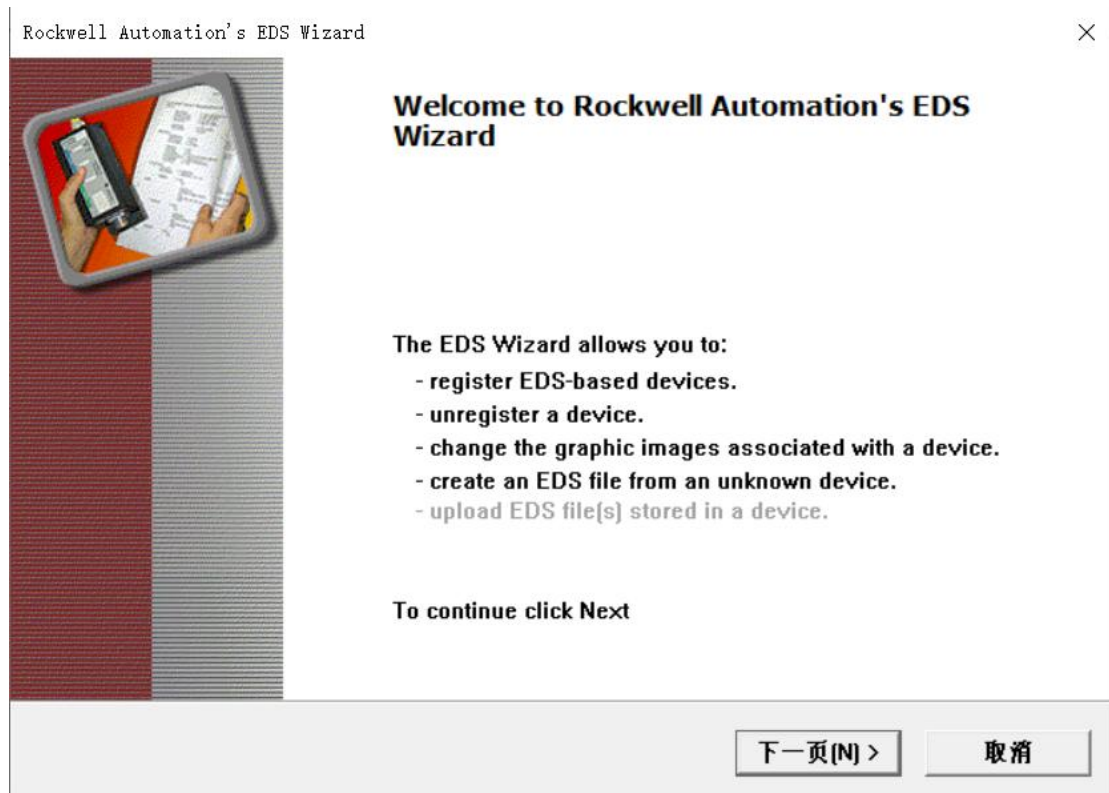 Rockwell Automation's EDS Wizard
Welcome to Rockwell Automation's EDS
Wizard
The EDS Wizard allows you to:
- register EDS-based devices.
- unregister a device.
- change the graphic images associated with a device.
- create an EDS file from an unknown device.
- upload EDS file(s) stored in a device.
To continue click Next
下一页(N) >
取消